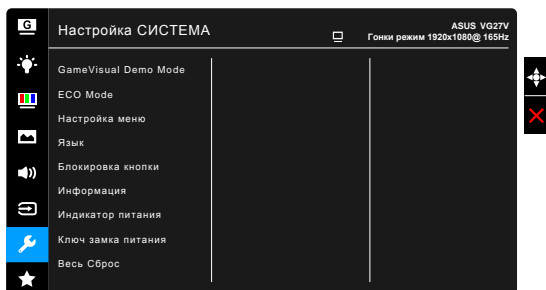 G
Настройка СИСТЕМА
ASUS VG27V
Гонки режим 1920x1080@ 165Hz
GameVisual Demo Mode
ECO Mode
Настройка меню
Язык
Блокировка кнопки
Информация
Индикатор питания
Ключ замка питания
Весь Сброс